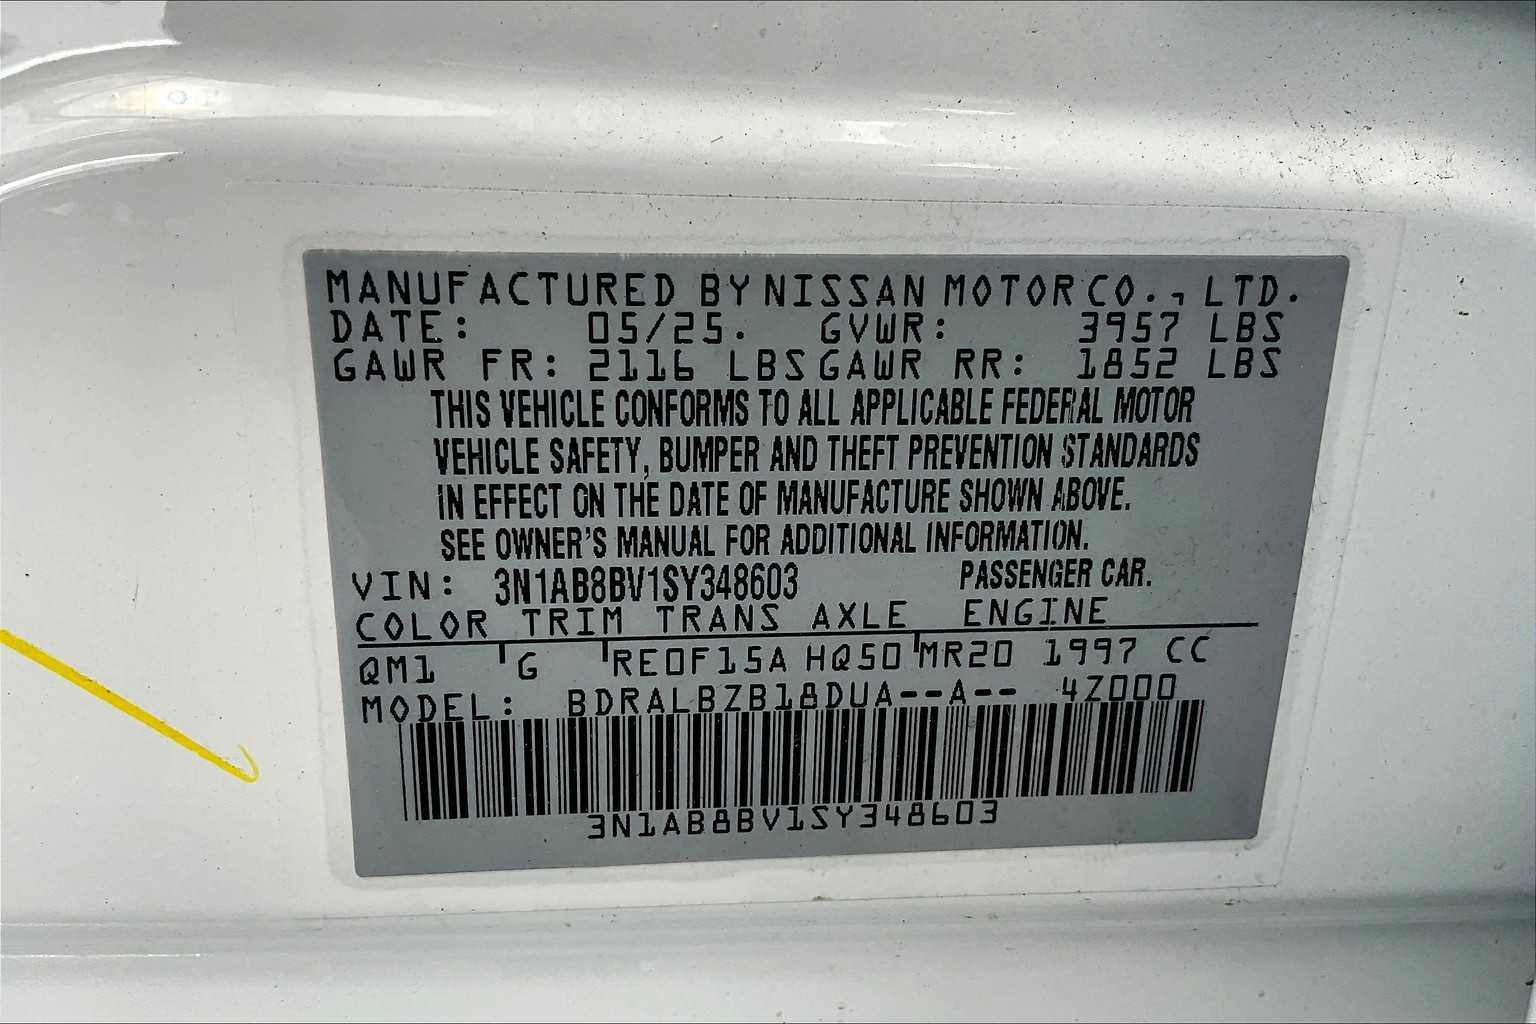 MANUFACTURED BY NISSAN MOTOR CO., LTD.
DATE: 05/25. GVWR: 3957 LBS
GAWR FR: 2116 LBS GAWR RR: 1852 LBS
THIS VEHICLE CONFORMS TO ALL APPLICABLE FEDERAL MOTOR
VEHICLE SAFETY, BUMPER AND THEFT PREVENTION STANDARDS
IN EFFECT ON THE DATE OF MANUFACTURE SHOWN ABOVE.
SEE OWNER'S MANUAL FOR ADDITIONAL INFORMATION.
VIN: 3N1AB8BV1SY348603 PASSENGER CAR.
COLOR TRIM TRANS AXLE ENGINE
QM1 G RE0F15A HQ50 MR20 1997 CC
MODEL: BDRALBZB18DUA--A-- 4Z000
3N1AB8BV1SY348603